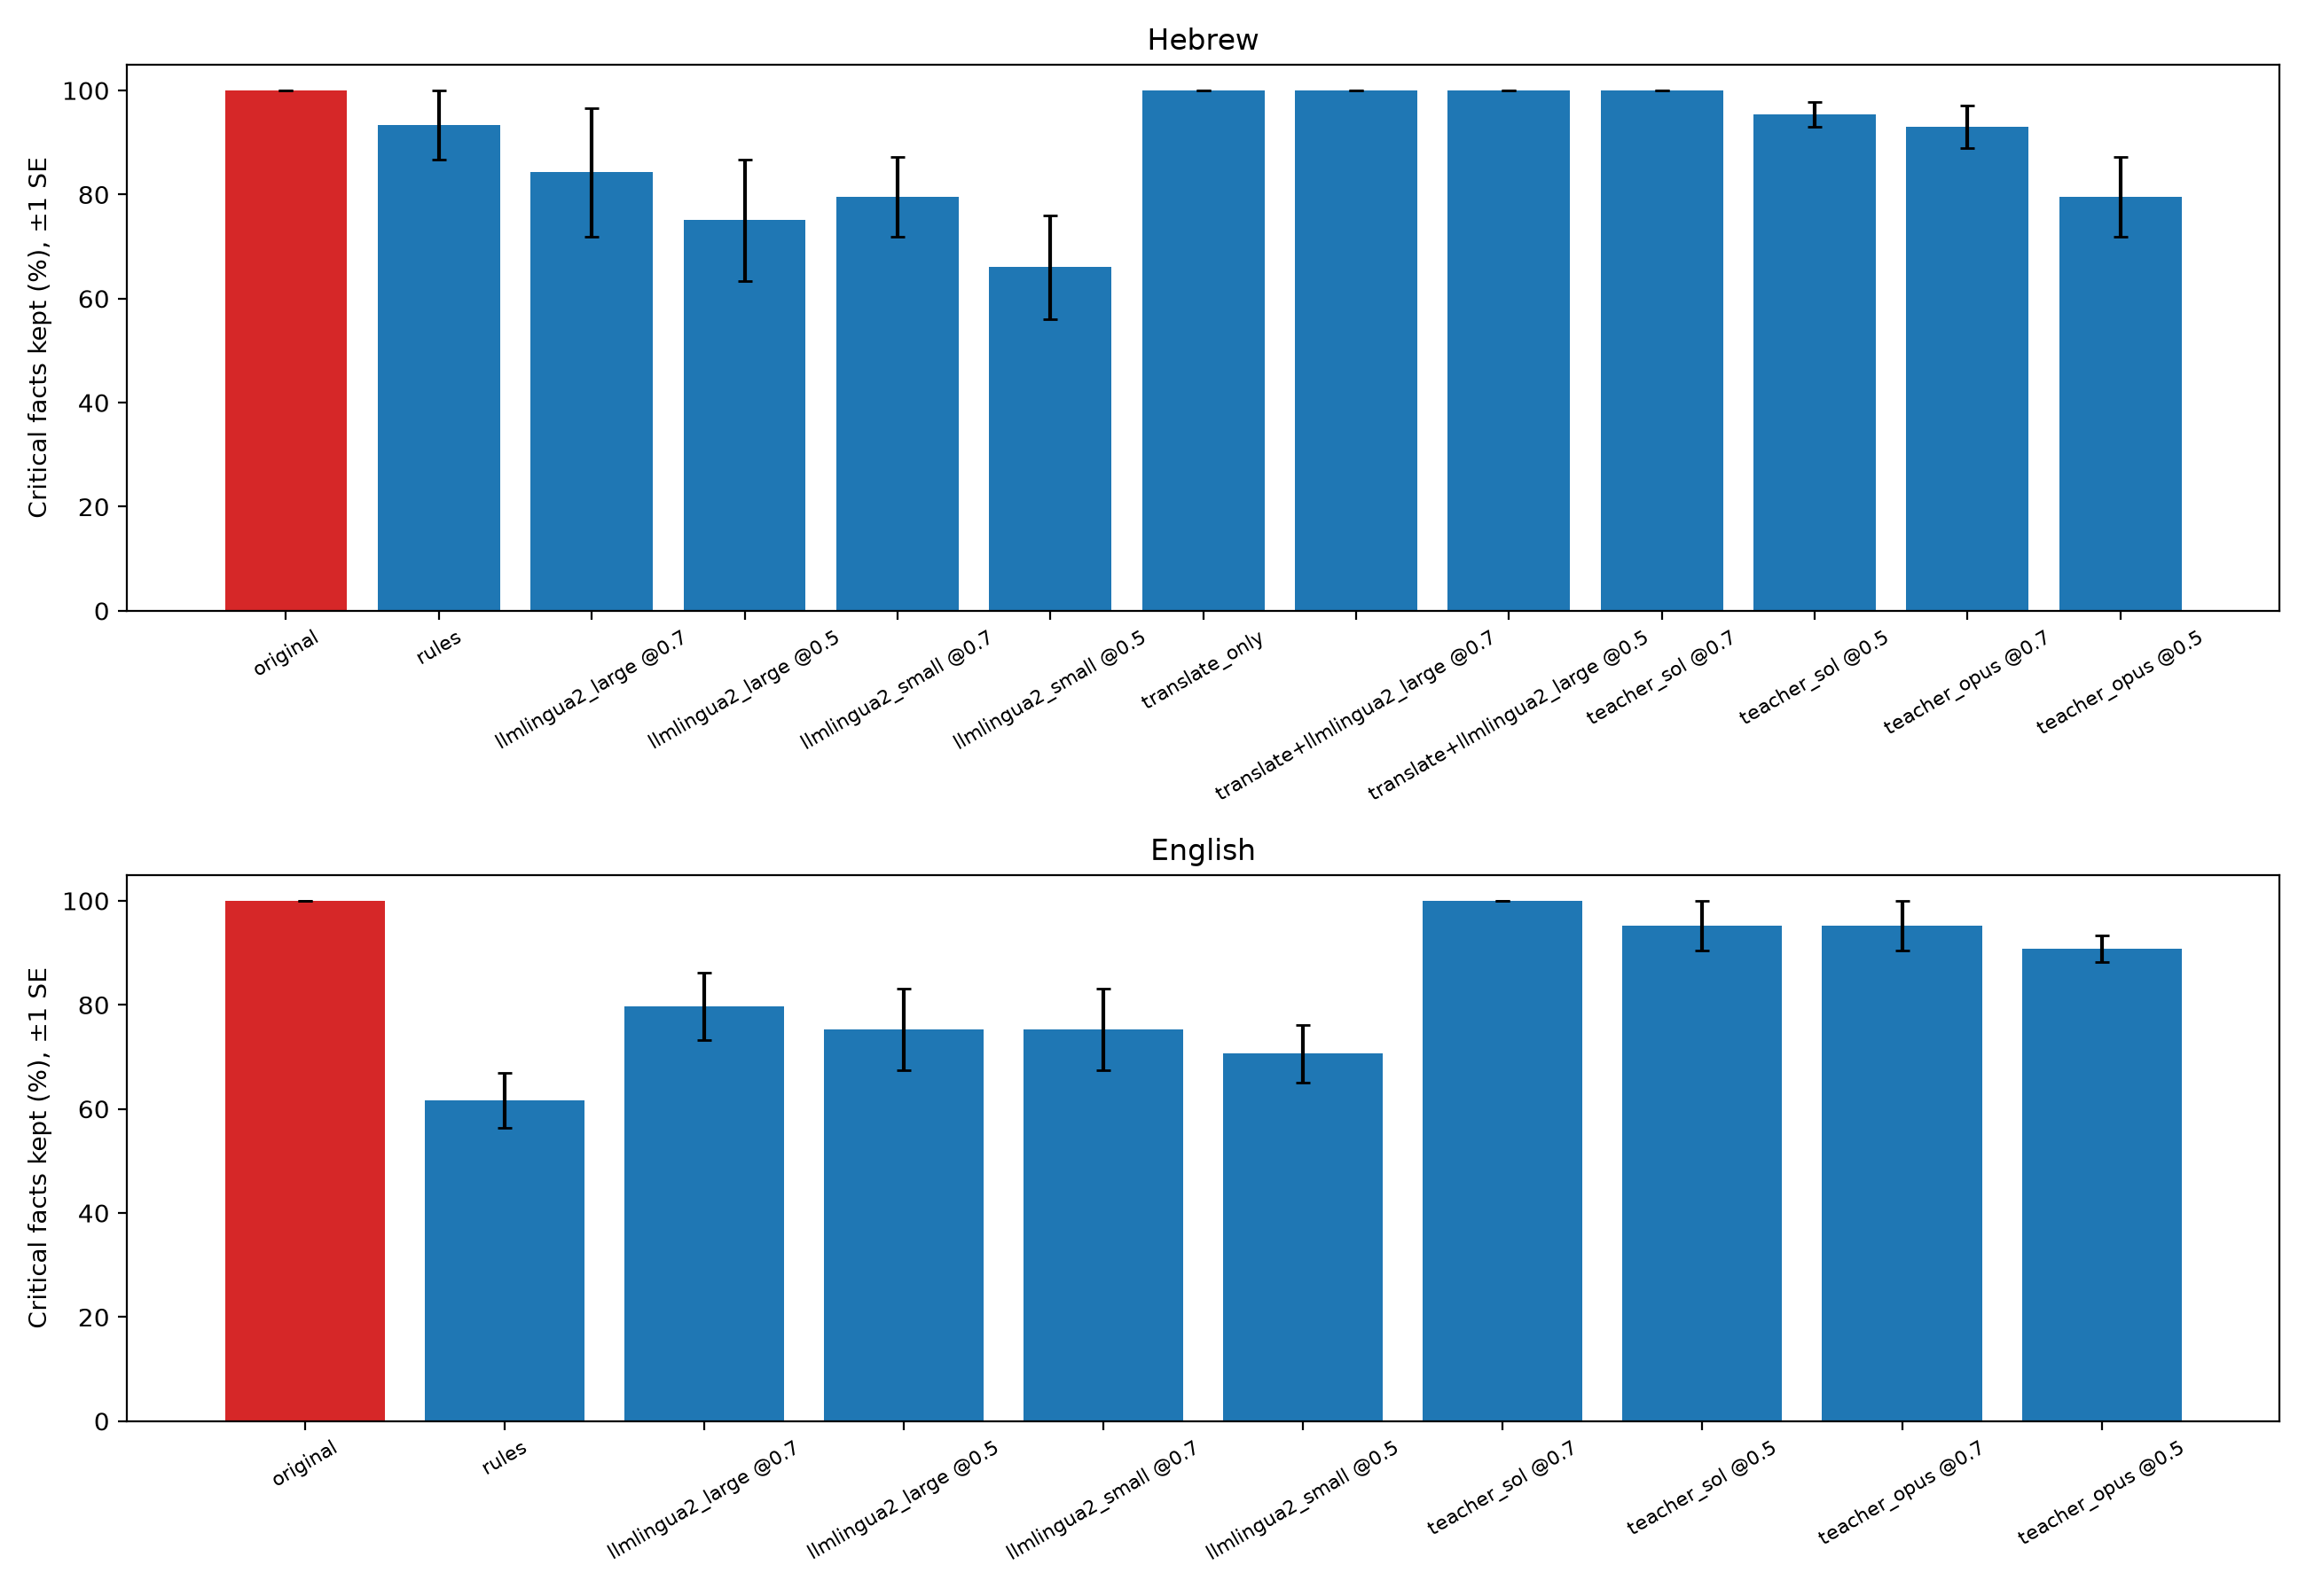 Hebrew
Critical facts kept (%), ±1 SE
100
80
60
40
20
0
original
rules
llmlingua2_large @0.7
llmlingua2_large @0.5
llmlingua2_small @0.7
llmlingua2_small @0.5
translate_only
translate+llmlingua2_large @0.7
translate+llmlingua2_large @0.5
teacher_sol @0.7
teacher_sol @0.5
teacher_opus @0.7
teacher_opus @0.5
English
Critical facts kept (%), ±1 SE
100
80
60
40
20
0
original
rules
llmlingua2_large @0.7
llmlingua2_large @0.5
llmlingua2_small @0.7
llmlingua2_small @0.5
teacher_sol @0.7
teacher_sol @0.5
teacher_opus @0.7
teacher_opus @0.5